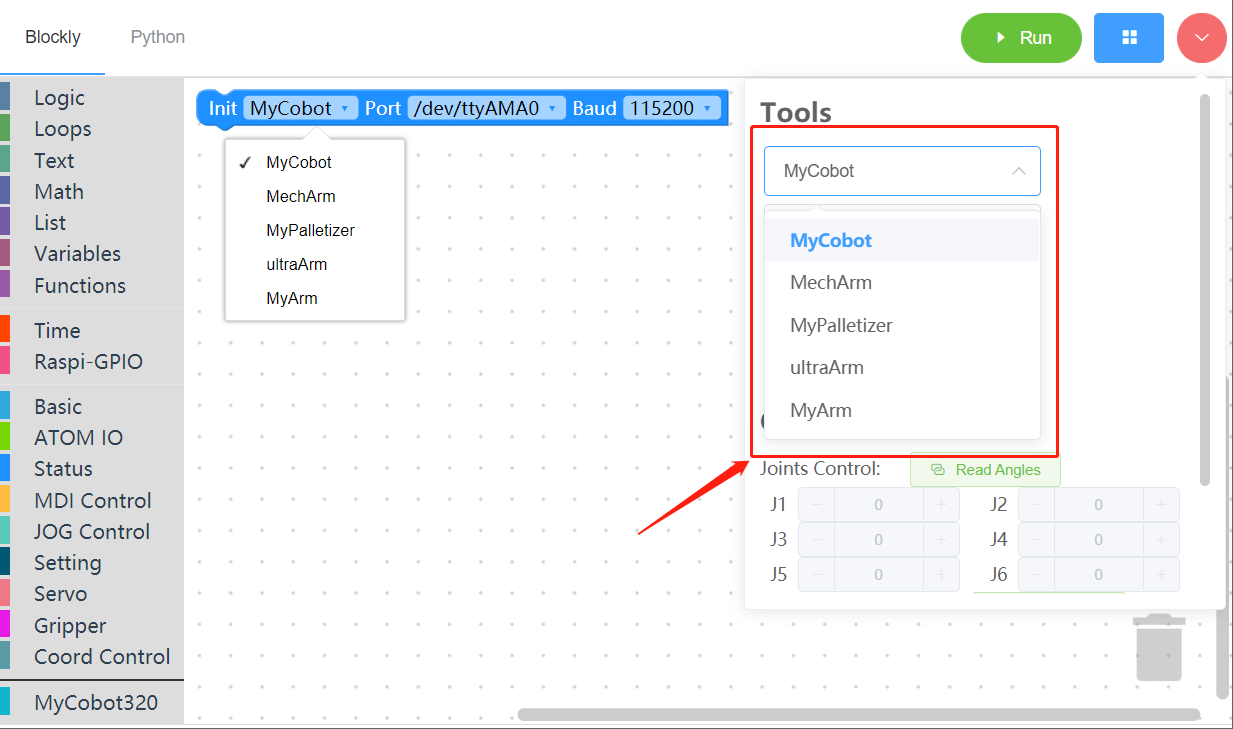 Blockly Python Run
Init MyCobot Port /dev/ttyAMA0 Baud 115200
MyCobot
MechArm
MyPalletizer
ultraArm
MyArm
Logic
Loops
Text
Math
List
Variables
Functions
Time
Raspi-GPIO
Basic
ATOM IO
Status
MDI Control
JOG Control
Setting
Servo
Gripper
Coord Control
MyCobot320
Tools
MyCobot
MyCobot
MechArm
MyPalletizer
ultraArm
MyArm
Joints Control: Read Angles
J1 − 0 + J2 − 0 +
J3 − 0 + J4 − 0 +
J5 − 0 + J6 − 0 +